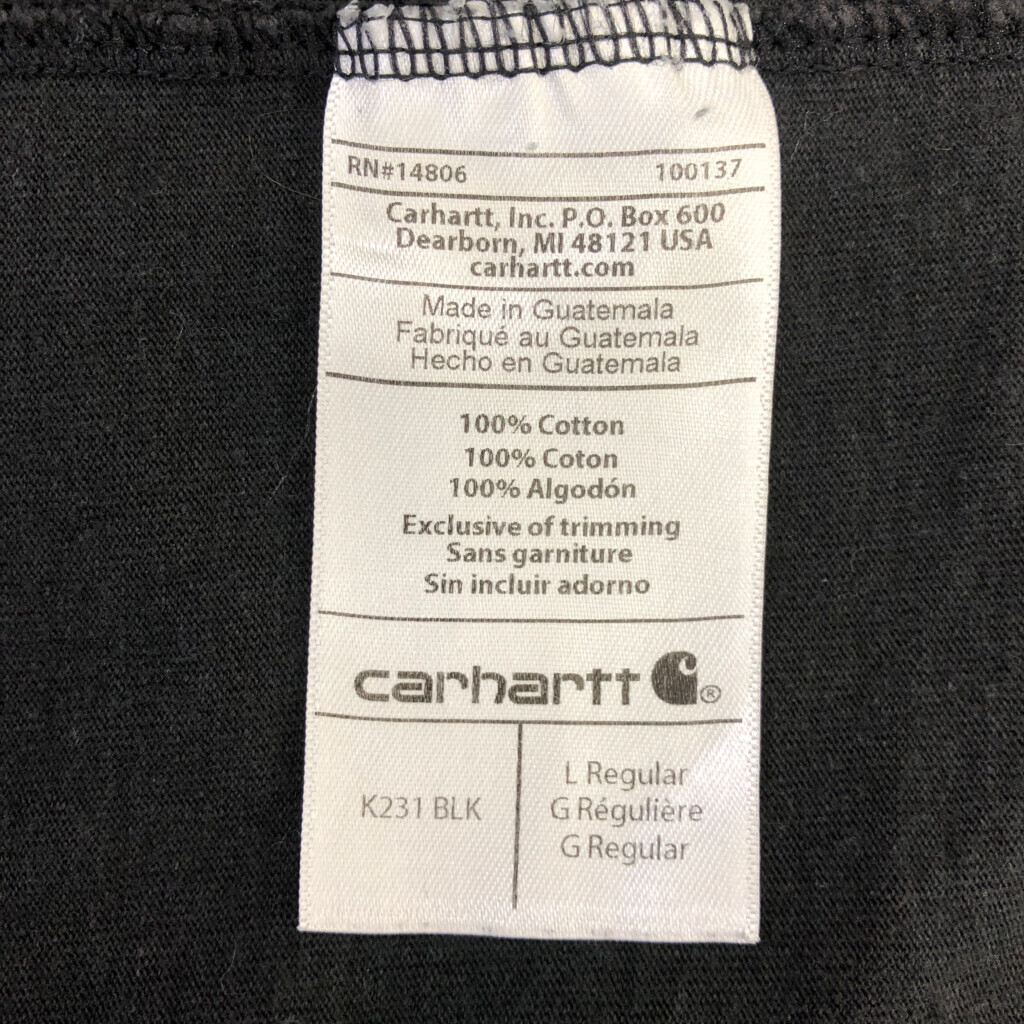 RN#14806 100137
Carhartt, Inc. P.O. Box 600
Dearborn, MI 48121 USA
carhartt.com
Made in Guatemala
Fabriqué au Guatemala
Hecho en Guatemala
100% Cotton
100% Coton
100% Algodón
Exclusive of trimming
Sans garniture
Sin incluir adorno
carhartt ®
K231 BLK
L Regular
G Régulière
G Regular